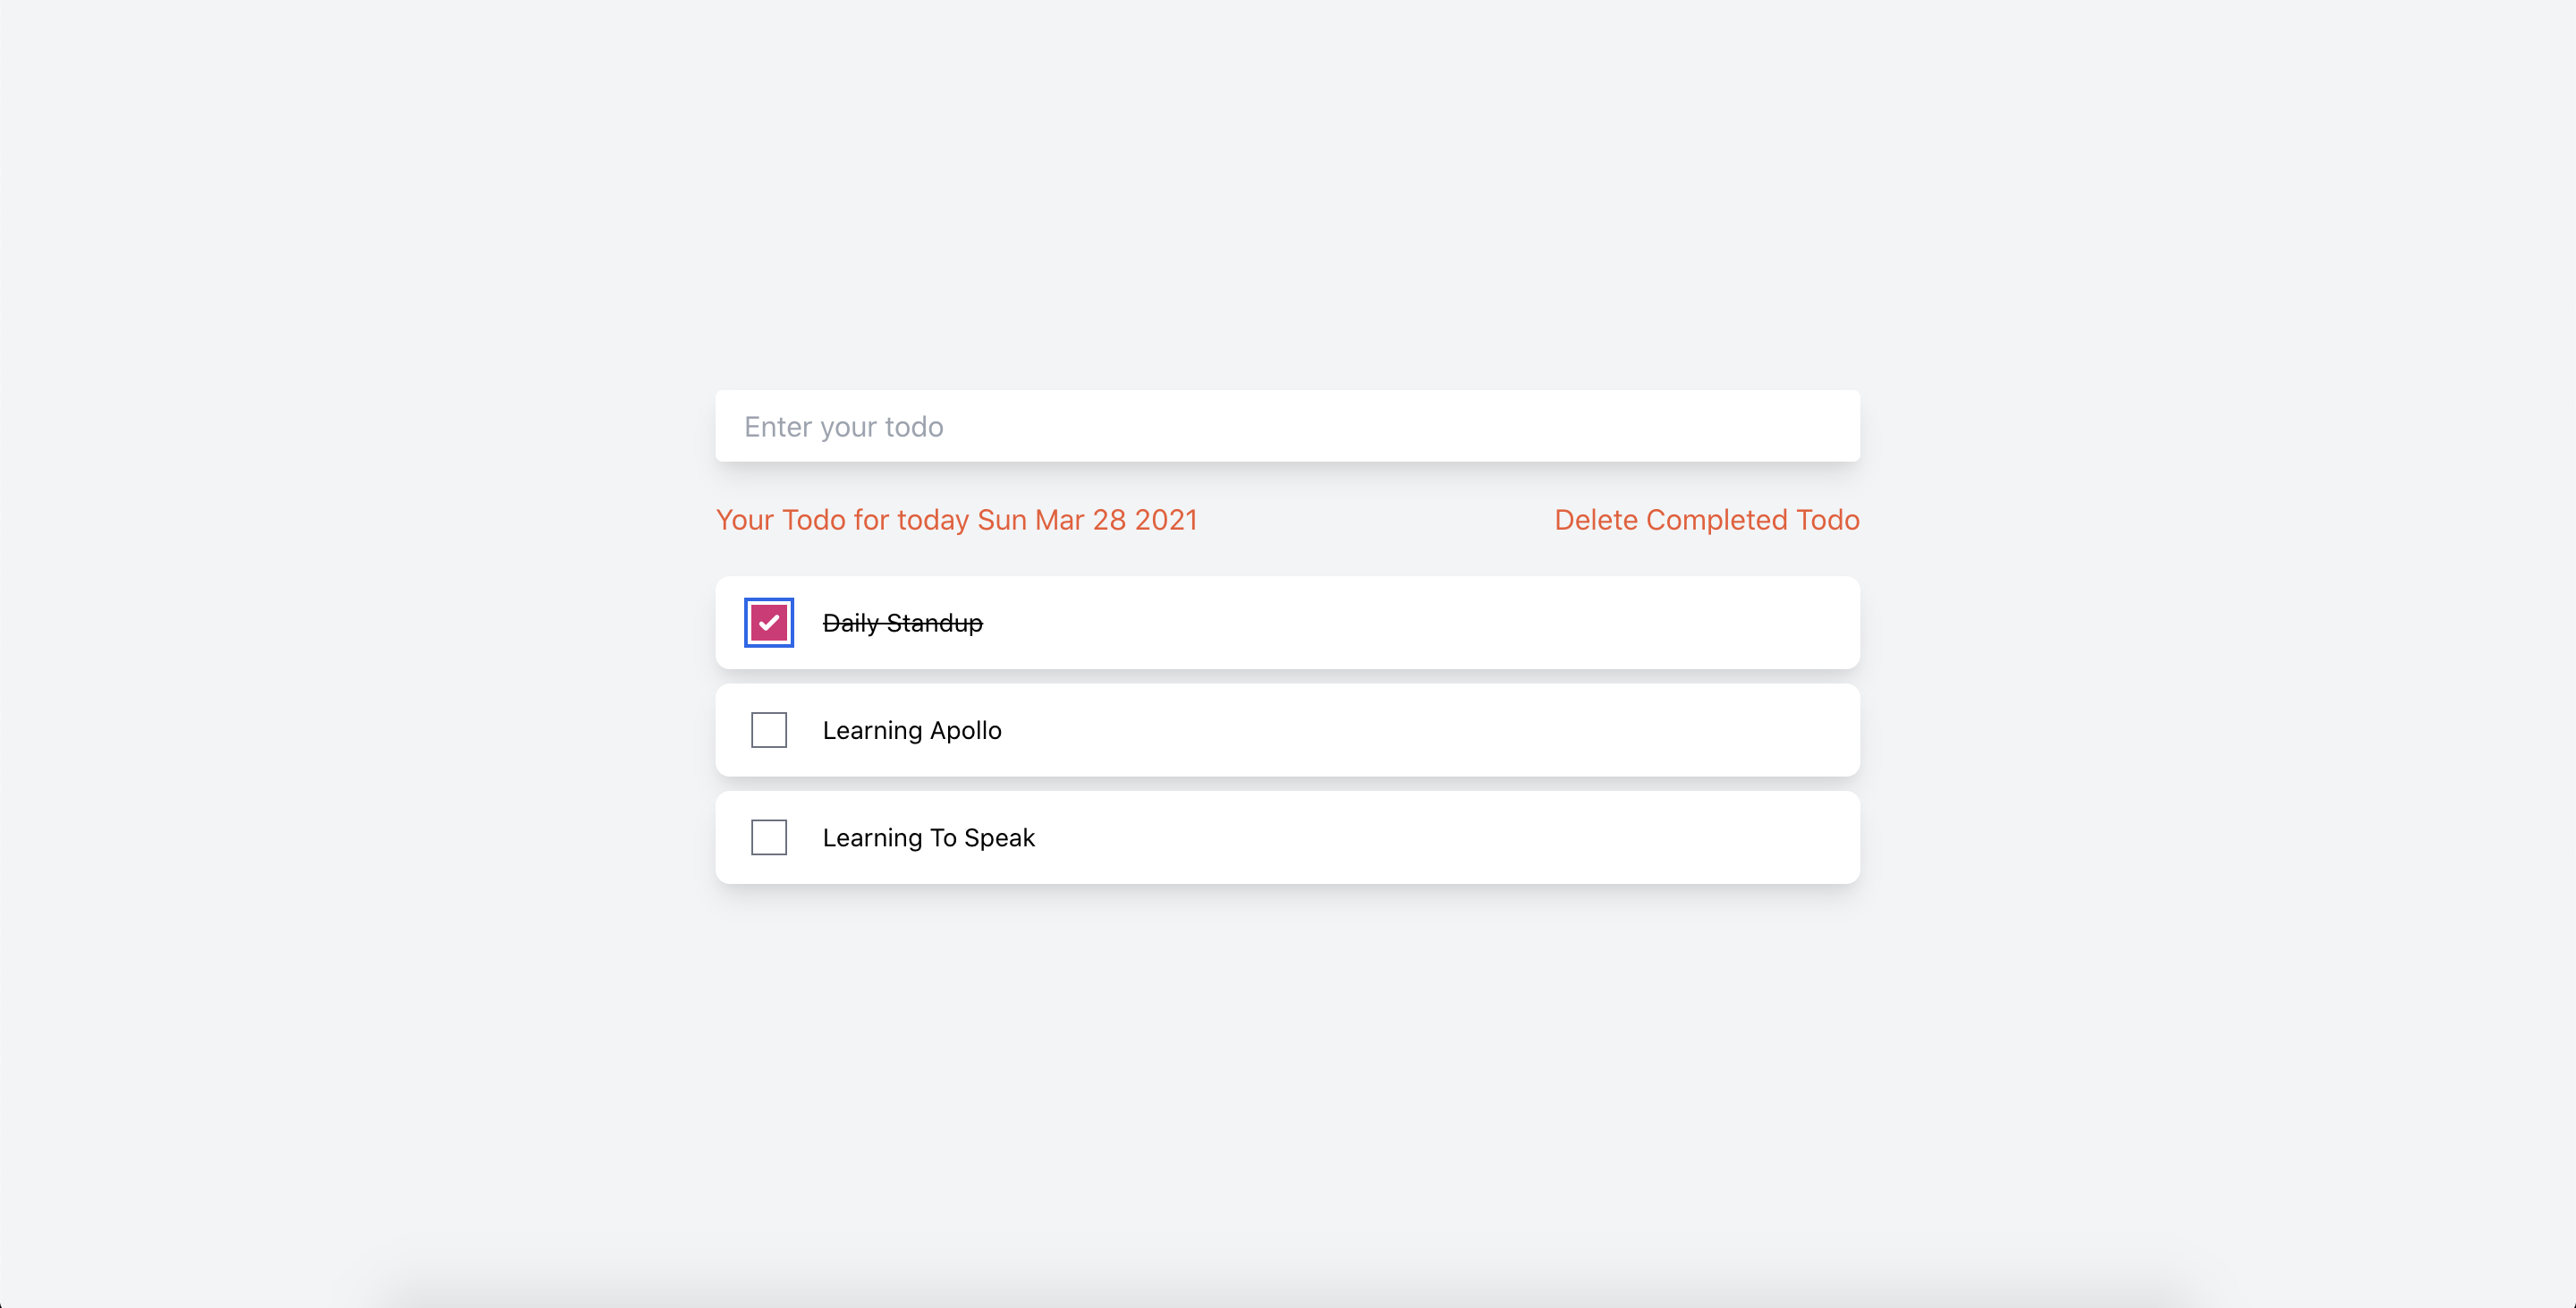 Enter your todo
Your Todo for today Sun Mar 28 2021
Delete Completed Todo
Daily Standup
Learning Apollo
Learning To Speak